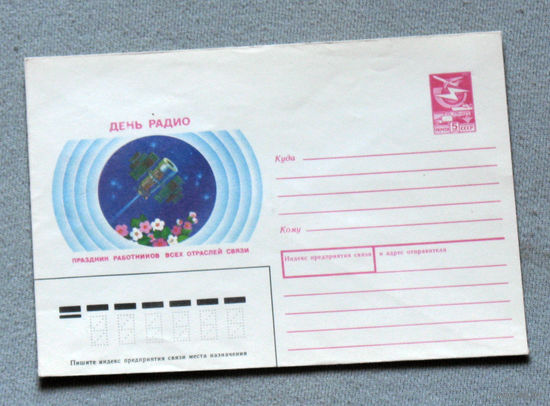 ДЕНЬ РАДИО
ПРАЗДНИК РАБОТНИКОВ ВСЕХ ОТРАСЛЕЙ СВЯЗИ
ПОЧТА 5К СССР
Куда
Кому
Индекс предприятия связи и адрес отправителя
Пишите индекс предприятия связи места назначения